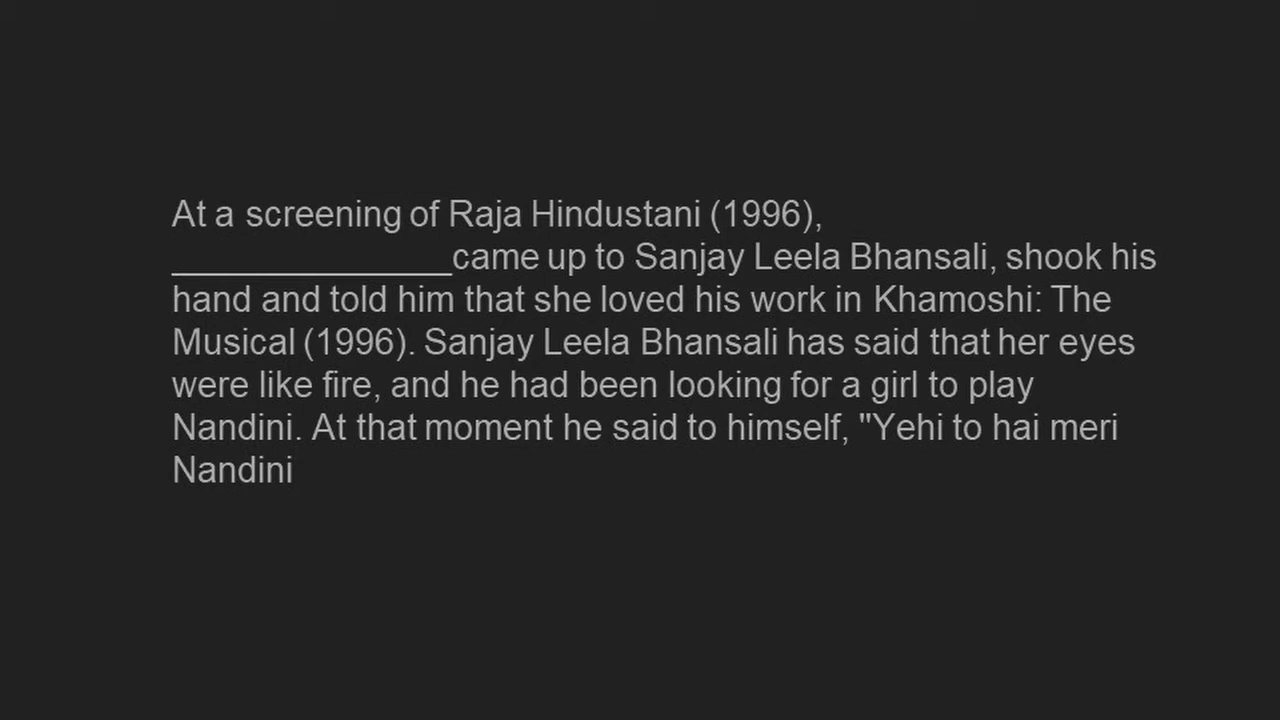 At a screening of Raja Hindustani (1996),
_______________came up to Sanjay Leela Bhansali, shook his
hand and told him that she loved his work in Khamoshi: The
Musical (1996). Sanjay Leela Bhansali has said that her eyes
were like fire, and he had been looking for a girl to play
Nandini. At that moment he said to himself, "Yehi to hai meri
Nandini